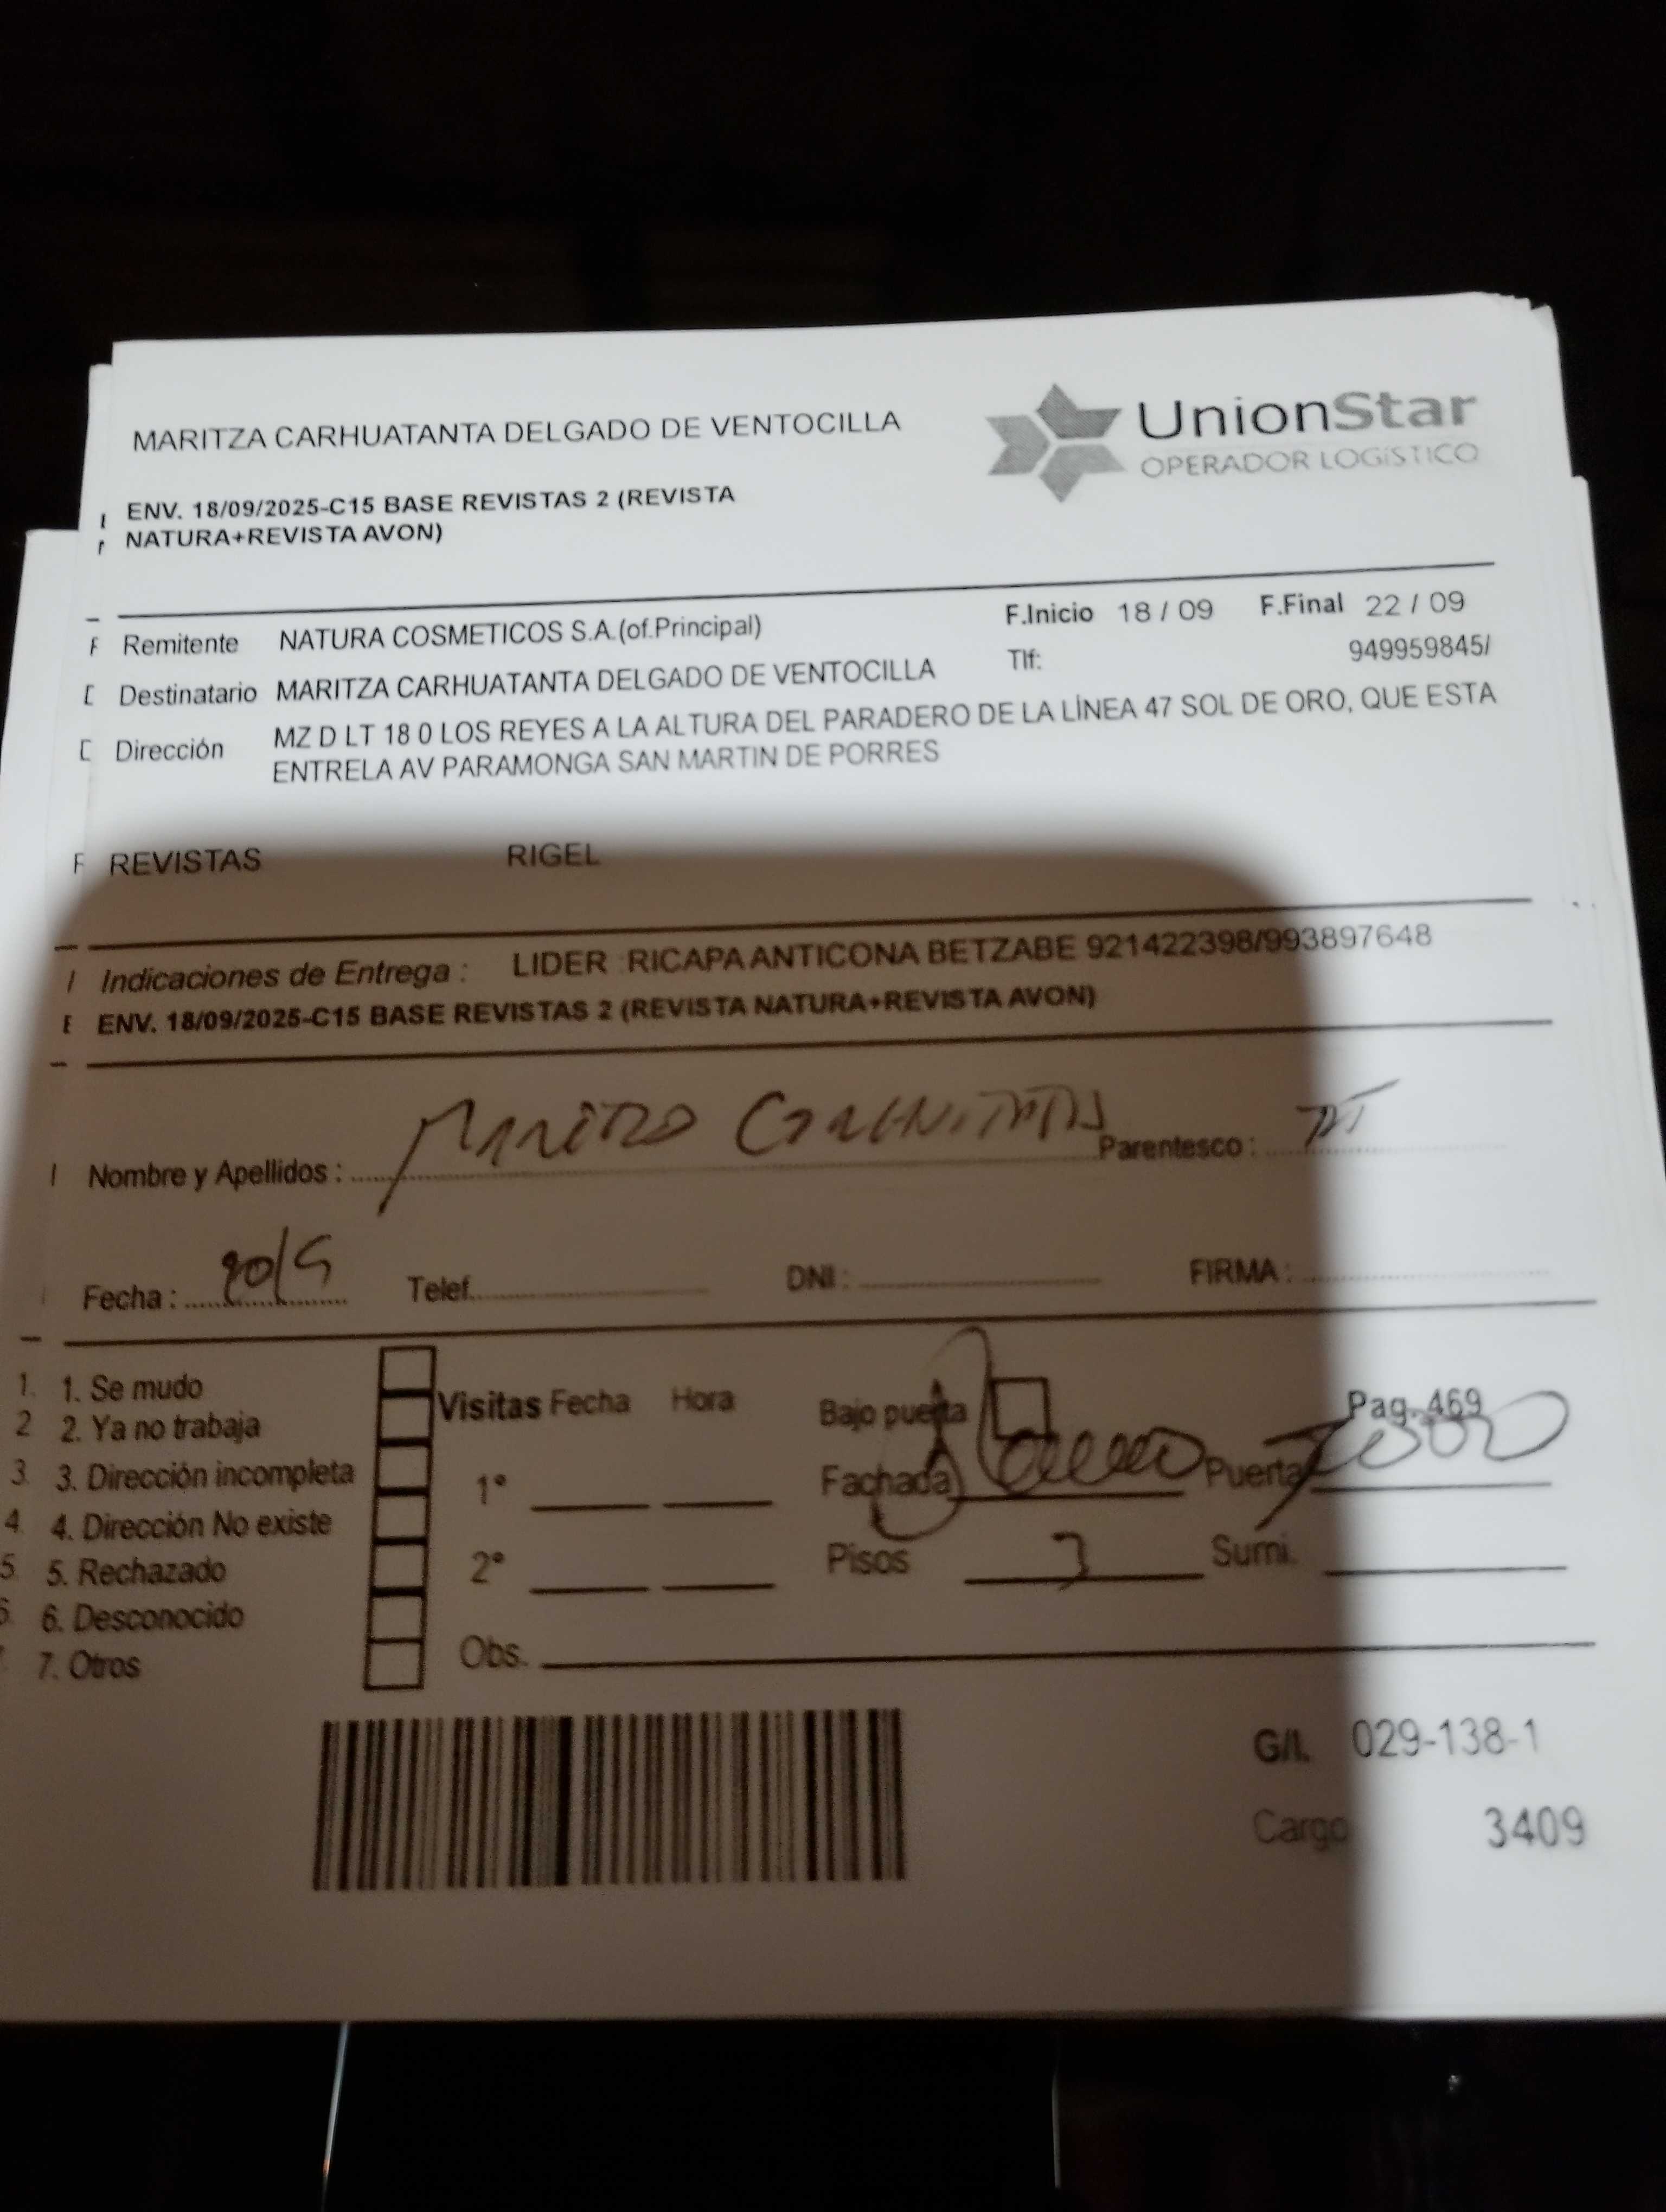 MARITZA CARHUATANTA DELGADO DE VENTOCILLA
UnionStar
OPERADOR LOGíSTICO
ENV. 18/09/2025-C15 BASE REVISTAS 2 (REVISTA
NATURA+REVISTA AVON)
Remitente NATURA COSMETICOS S.A.(of.Principal) F.Inicio 18 / 09 F.Final 22 / 09
Destinatario MARITZA CARHUATANTA DELGADO DE VENTOCILLA Tlf: 949959845/
Dirección MZ D LT 18 0 LOS REYES A LA ALTURA DEL PARADERO DE LA LÍNEA 47 SOL DE ORO, QUE ESTA
ENTRELA AV PARAMONGA SAN MARTIN DE PORRES
REVISTAS RIGEL
Indicaciones de Entrega : LIDER :RICAPA ANTICONA BETZABE 921422398/993897648
ENV. 18/09/2025-C15 BASE REVISTAS 2 (REVISTA NATURA+REVISTA AVON)
Nombre y Apellidos : Parentesco :
Fecha : 20/9 Telef. DNI : FIRMA :
1. Se mudo
2. Ya no trabaja
3. Dirección incompleta
4. Dirección No existe
5. Rechazado
6. Desconocido
7. Otros
Visitas Fecha Hora
1°
2°
Obs.
Bajo puerta Pag. 469
Fachada Puerta
Pisos 3 Sumi.
G/I. 029-138-1
Cargo 3409